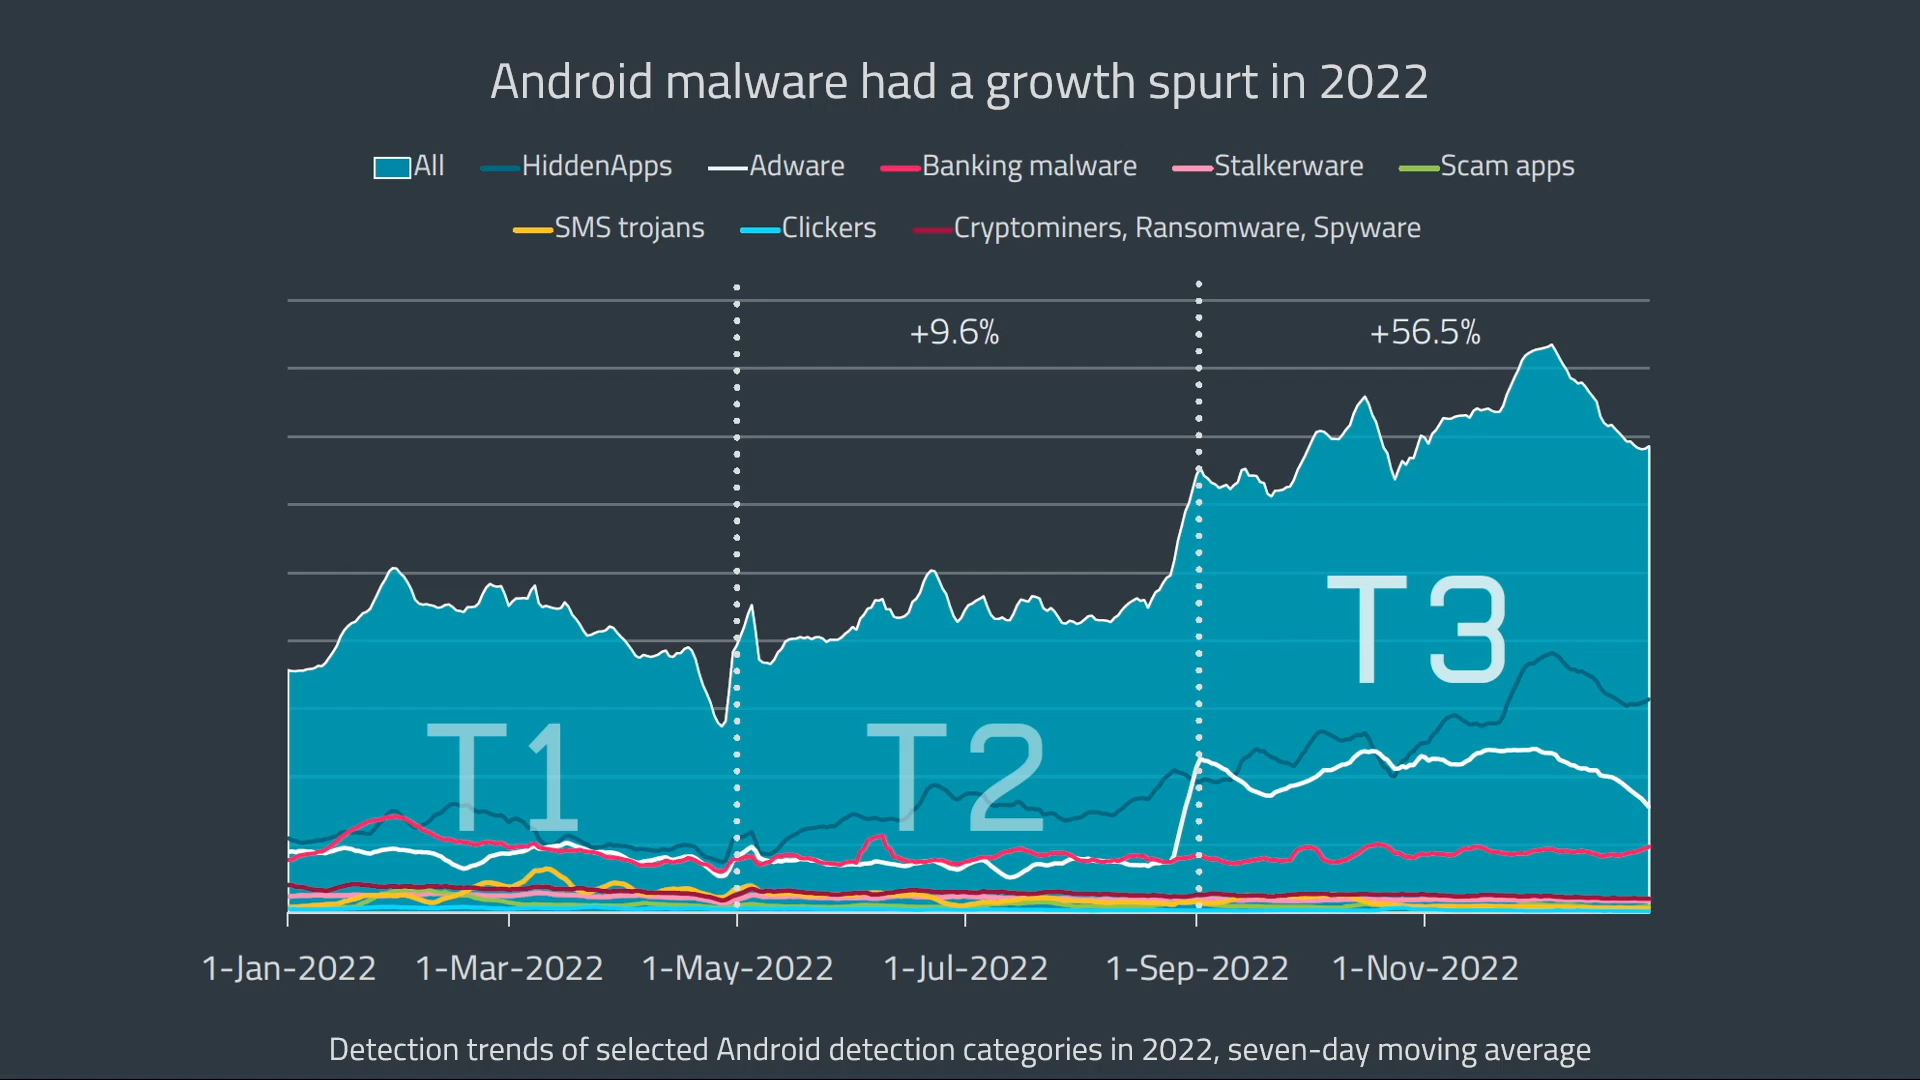 Android malware had a growth spurt in 2022
All HiddenApps Adware Banking malware Stalkerware Scam apps
SMS trojans Clickers Cryptominers, Ransomware, Spyware
+9.6% +56.5%
T1 T2 T3
1-Jan-2022 1-Mar-2022 1-May-2022 1-Jul-2022 1-Sep-2022 1-Nov-2022
Detection trends of selected Android detection categories in 2022, seven-day moving average